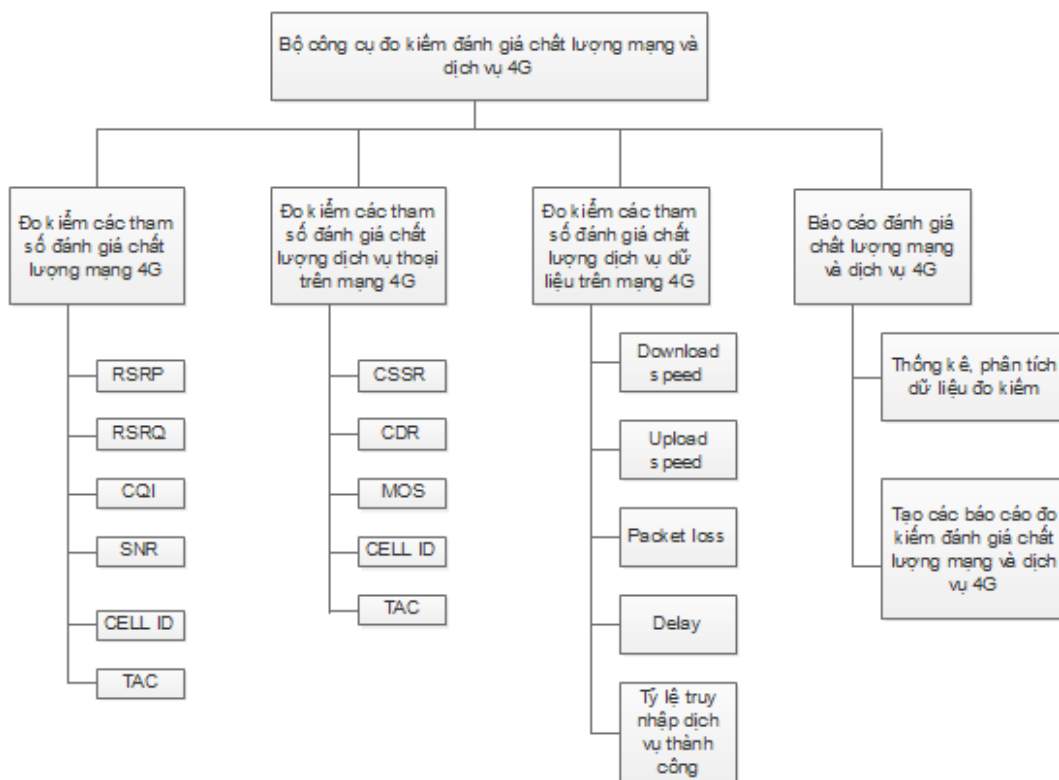 Bộ công cụ đo kiểm đánh giá chất lượng mạng và
dịch vụ 4G
Đo kiểm các tham
số đánh giá chất
lượng mạng 4G
Đo kiểm các tham
số đánh giá chất
lượng dịch vụ thoại
trên mạng 4G
Đo kiểm các tham
số đánh giá chất
lượng dịch vụ dữ
liệu trên mạng 4G
Báo cáo đánh giá
chất lượng mạng
và dịch vụ 4G
RSRP
RSRQ
CQI
SNR
CELL ID
TAC
CSSR
CDR
MOS
CELL ID
TAC
Download
speed
Upload
speed
Packet loss
Delay
Tỷ lệ truy
nhập dịch
vụ thành
công
Thống kê, phân tích
dữ liệu đo kiểm
Tạo các báo cáo đo
kiểm đánh giá chất
lượng mạng và dịch
vụ 4G